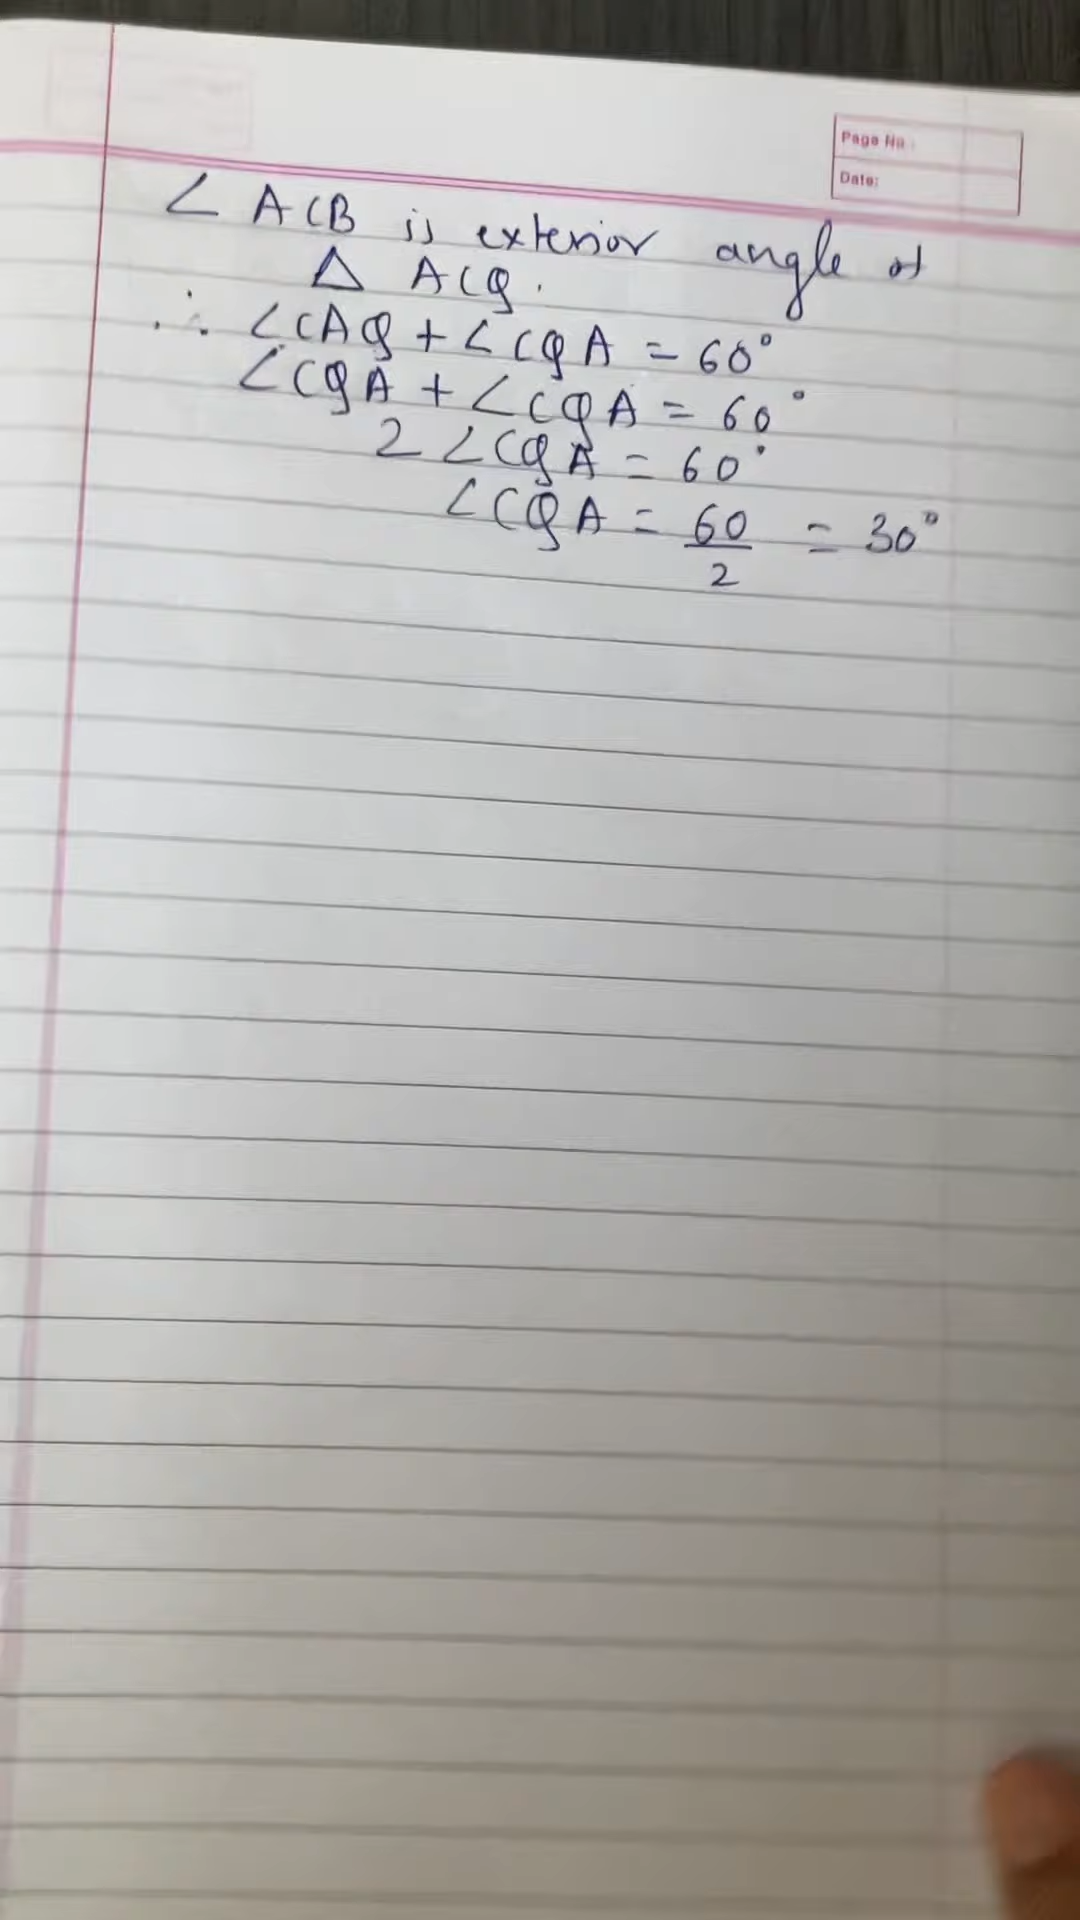 Page No.:
Date:
∠ ACB is exterior angle of
Δ ACQ.
∴ ∠CAQ + ∠CQA = 60°
∠CQA + ∠CQA = 60°
2 ∠CQA = 60°
∠CQA = 60/2 = 30°